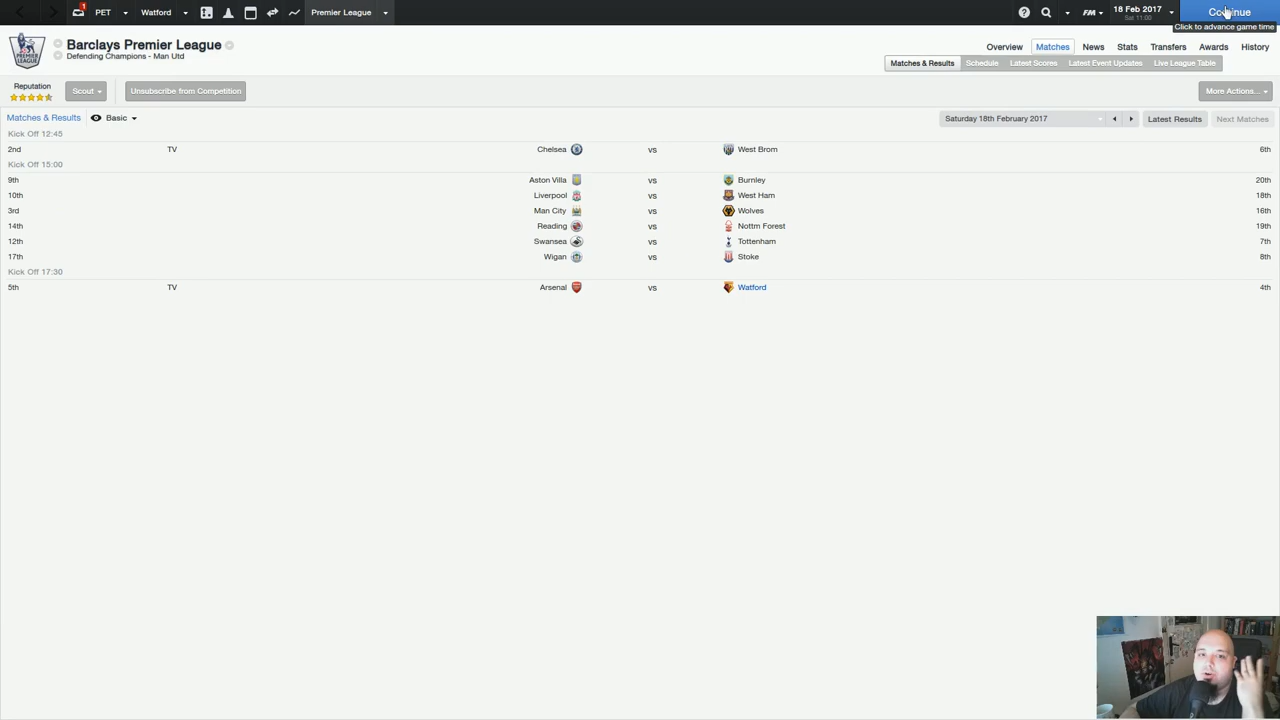 1 PET Watford Premier League FM 18 Feb 2017 Continue
Sat 11:00
Click to advance game time
Barclays Premier League
Defending Champions - Man Utd
Overview Matches News Stats Transfers Awards History
Matches & Results Schedule Latest Scores Latest Event Updates Live League Table
Reputation
Scout Unsubscribe from Competition More Actions...
Matches & Results Basic Saturday 18th February 2017 Latest Results Next Matches
Kick Off 12:45
2nd TV Chelsea vs West Brom 6th
Kick Off 15:00
9th Aston Villa vs Burnley 20th
10th Liverpool vs West Ham 18th
3rd Man City vs Wolves 16th
14th Reading vs Nottm Forest 19th
12th Swansea vs Tottenham 7th
17th Wigan vs Stoke 8th
Kick Off 17:30
5th TV Arsenal vs Watford 4th